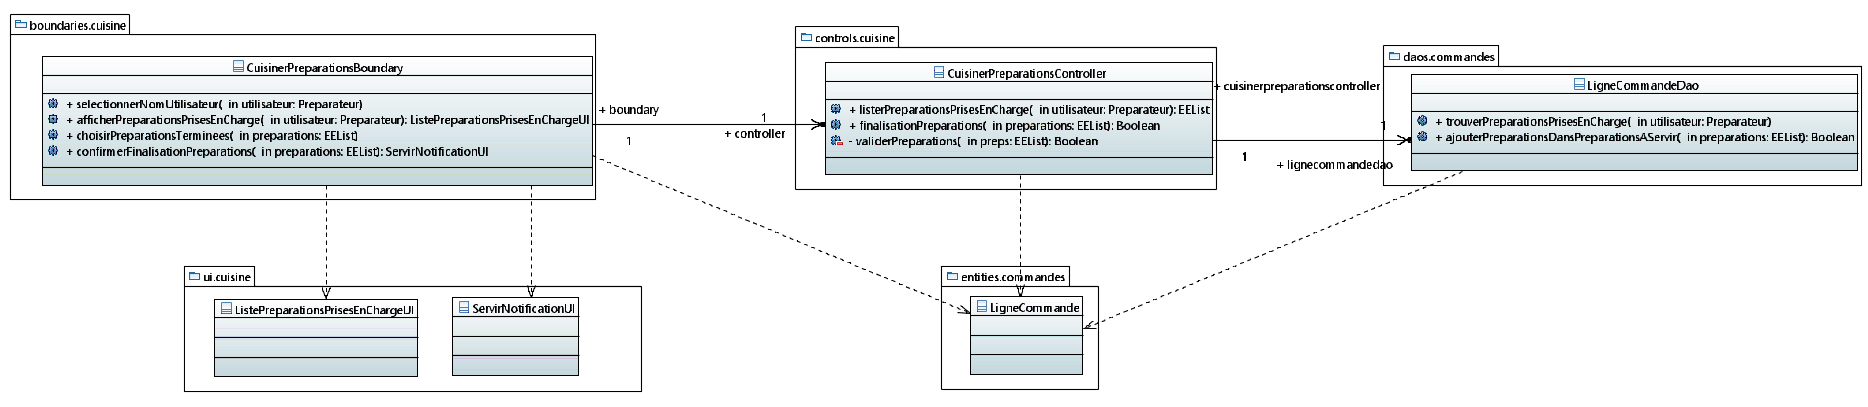 boundaries.cuisine
CuisinerPreparationsBoundary
+ selectionnerNomUtilisateur( in utilisateur: Preparateur)
+ afficherPreparationsPrisesEnCharge( in utilisateur: Preparateur): ListePreparationsPrisesEnChargeUI
+ choisirPreparationsTerminees( in preparations: EEList)
+ confirmerFinalisationPreparations( in preparations: EEList): ServirNotificationUI
+ boundary
1
1
+ controller
controls.cuisine
CuisinerPreparationsController
+ listerPreparationsPrisesEnCharge( in utilisateur: Preparateur): EEList
+ finalisationPreparations( in preparations: EEList): Boolean
- validerPreparations( in preps: EEList): Boolean
+ cuisinerpreparationscontroller
1
1
+ lignecommandedao
daos.commandes
LigneCommandeDao
+ trouverPreparationsPrisesEnCharge( in utilisateur: Preparateur)
+ ajouterPreparationsDansPreparationsAServir( in preparations: EEList): Boolean
ui.cuisine
ListePreparationsPrisesEnChargeUI
ServirNotificationUI
entities.commandes
LigneCommande